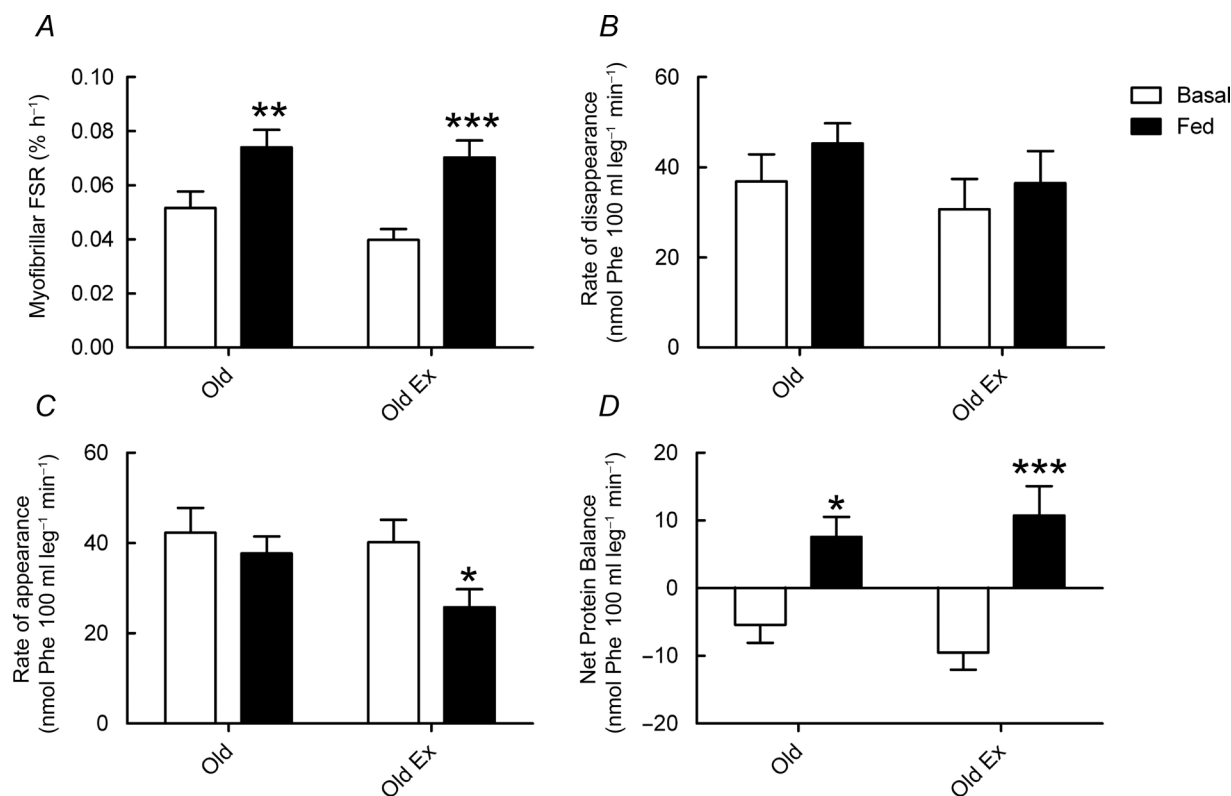 A
Myofibrillar FSR (% h⁻¹)
0.10
0.08
0.06
0.04
0.02
0.00
**
***
Old
Old Ex
B
Rate of disappearance
(nmol Phe 100 ml leg⁻¹ min⁻¹)
60
40
20
0
Old
Old Ex
Basal
Fed
C
Rate of appearance
(nmol Phe 100 ml leg⁻¹ min⁻¹)
60
40
20
0
*
Old
Old Ex
D
Net Protein Balance
(nmol Phe 100 ml leg⁻¹ min⁻¹)
20
10
0
−10
−20
*
***
Old
Old Ex